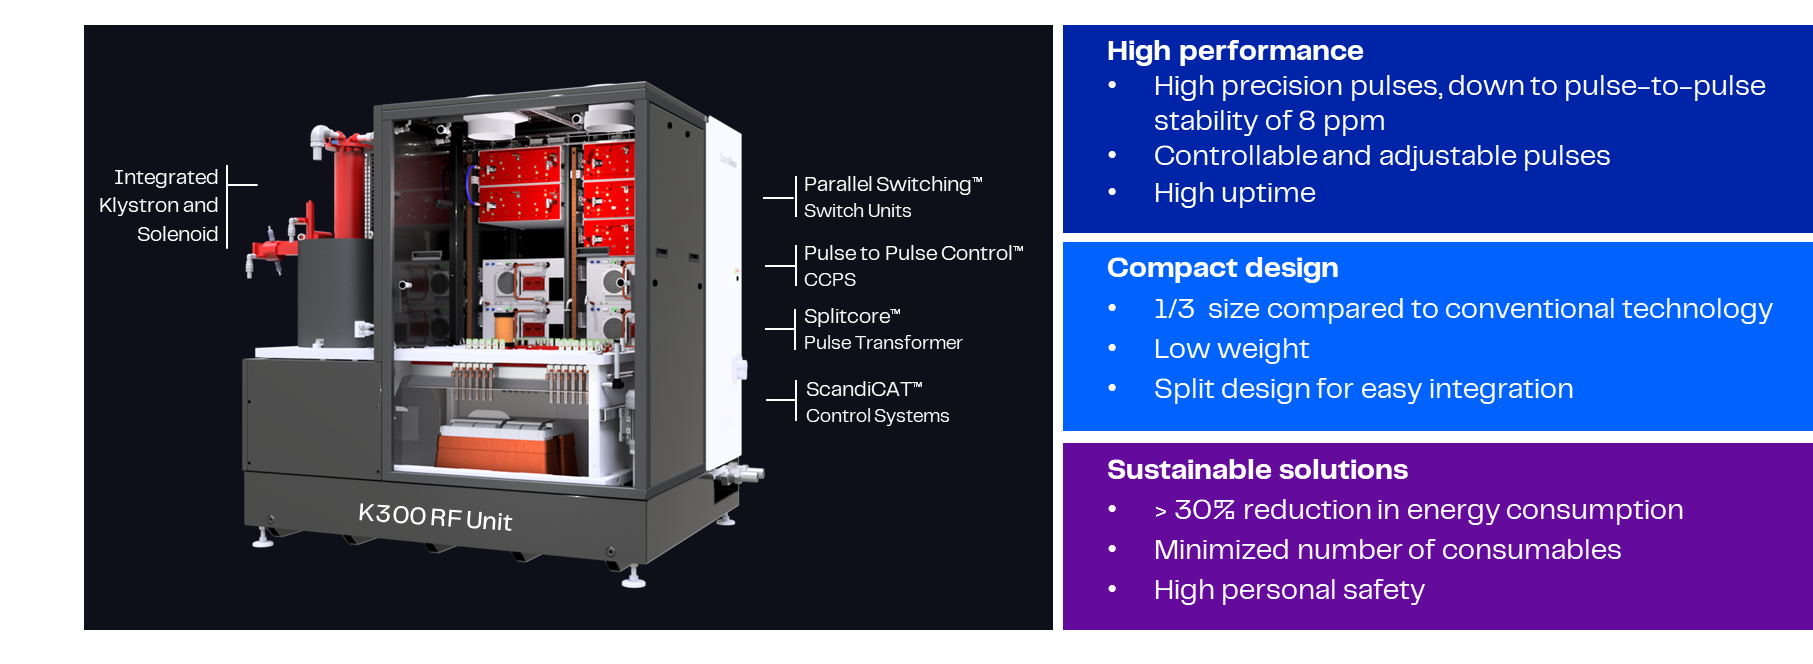 Integrated
Klystron and
Solenoid
Parallel Switching™
Switch Units
Pulse to Pulse Control™
CCPS
Splitcore™
Pulse Transformer
ScandiCAT™
Control Systems
K300 RF Unit
High performance
• High precision pulses, down to pulse-to-pulse
stability of 8 ppm
• Controllable and adjustable pulses
• High uptime
Compact design
• 1/3 size compared to conventional technology
• Low weight
• Split design for easy integration
Sustainable solutions
• > 30% reduction in energy consumption
• Minimized number of consumables
• High personal safety